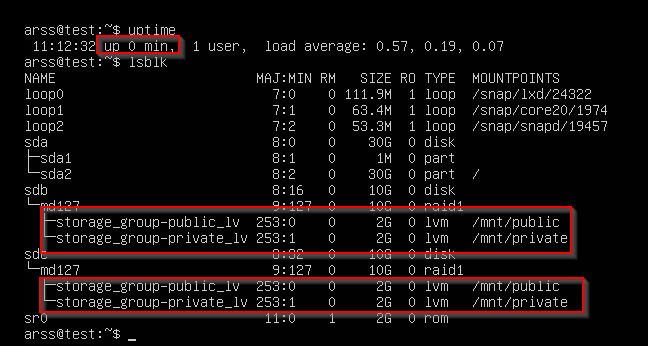 arss@test:~$ uptime
 11:12:32 up 0 min,  1 user,  load average: 0.57, 0.19, 0.07
arss@test:~$ lsblk
NAME                        MAJ:MIN RM   SIZE RO TYPE  MOUNTPOINTS
loop0                         7:0    0 111.9M  1 loop  /snap/lxd/24322
loop1                         7:1    0  63.4M  1 loop  /snap/core20/1974
loop2                         7:2    0  53.3M  1 loop  /snap/snapd/19457
sda                           8:0    0    30G  0 disk
├─sda1                        8:1    0     1M  0 part
└─sda2                        8:2    0    30G  0 part  /
sdb                           8:16   0    10G  0 disk
└─md127                       9:127  0    10G  0 raid1
  ├─storage_group-public_lv 253:0    0     2G  0 lvm   /mnt/public
  └─storage_group-private_lv 253:1    0     2G  0 lvm   /mnt/private
sdc                           8:32   0    10G  0 disk
└─md127                       9:127  0    10G  0 raid1
  ├─storage_group-public_lv 253:0    0     2G  0 lvm   /mnt/public
  └─storage_group-private_lv 253:1    0     2G  0 lvm   /mnt/private
sr0                          11:0    1     2G  0 rom
arss@test:~$ _